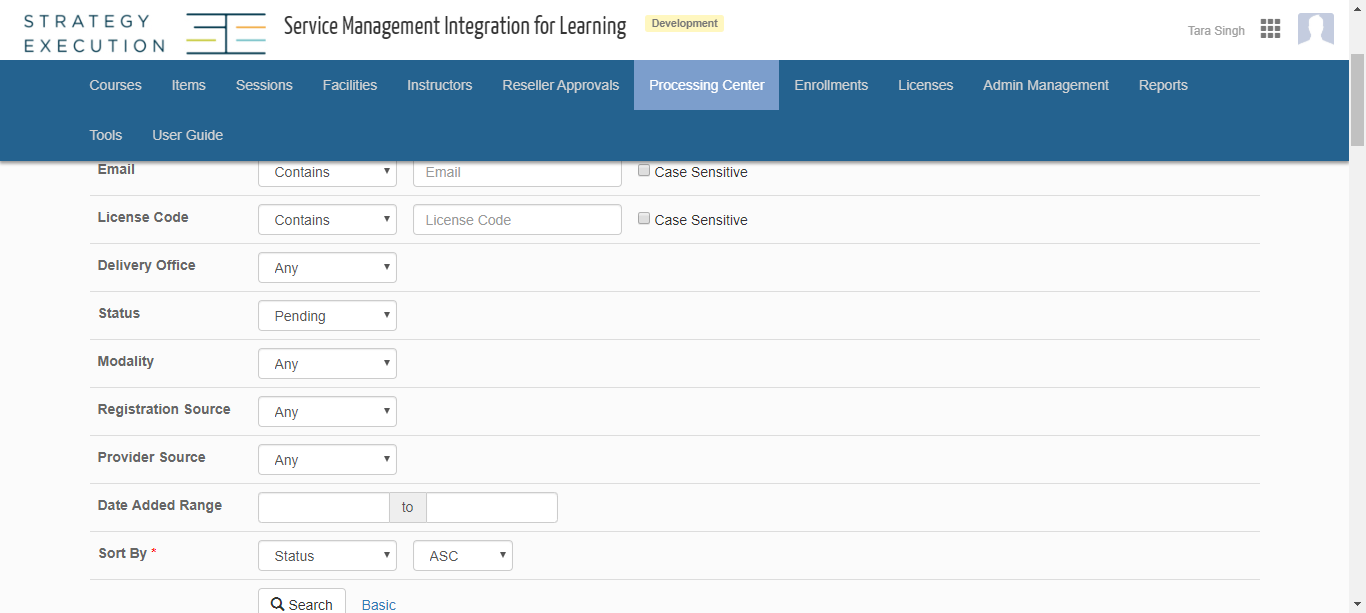 STRATEGY
EXECUTION
Service Management Integration for Learning
Development
Tara Singh
Courses Items Sessions Facilities Instructors Reseller Approvals Processing Center Enrollments Licenses Admin Management Reports
Tools User Guide
Email Contains Email Case Sensitive
License Code Contains License Code Case Sensitive
Delivery Office Any
Status Pending
Modality Any
Registration Source Any
Provider Source Any
Date Added Range to
Sort By * Status ASC
Search Basic